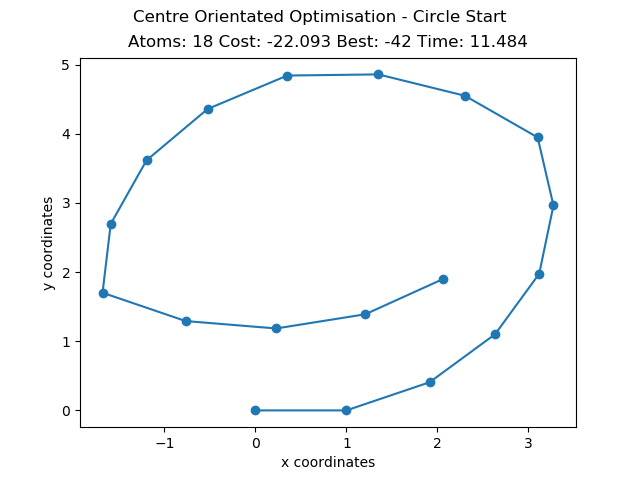 Centre Orientated Optimisation - Circle Start
Atoms: 18 Cost: -22.093 Best: -42 Time: 11.484
5
4
3
2
1
0
y coordinates
−1
0
1
2
3
x coordinates